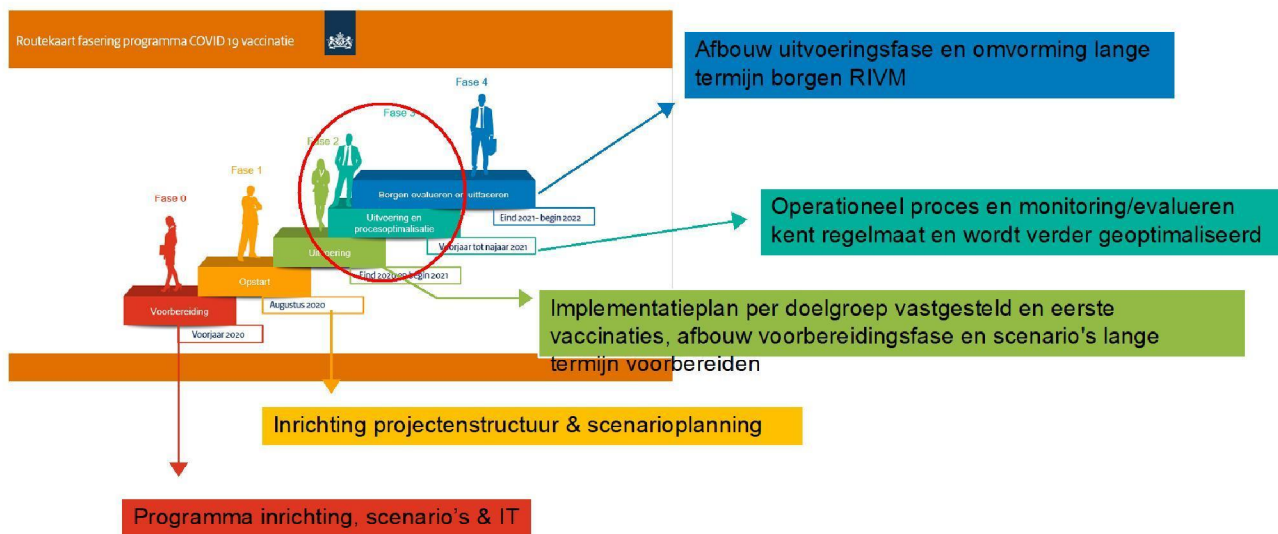 Routekaart fasering programma COVID 19 vaccinatie
Afbouw uitvoeringsfase en omvorming lange
termijn borgen RIVM
Fase 4
Fase 3
Fase 2
Fase 1
Fase 0
Borgen evalueren en uitfaseren
Eind 2021- begin 2022
Uitvoering en
procesoptimalisatie
Voorjaar tot najaar 2021
Operationeel proces en monitoring/evalueren
kent regelmaat en wordt verder geoptimaliseerd
Uitvoering
Eind 2020 en begin 2021
Opstart
Augustus 2020
Voorbereiding
Voorjaar 2020
Implementatieplan per doelgroep vastgesteld en eerste
vaccinaties, afbouw voorbereidingsfase en scenario's lange
termijn voorbereiden
Inrichting projectenstructuur & scenarioplanning
Programma inrichting, scenario’s & IT